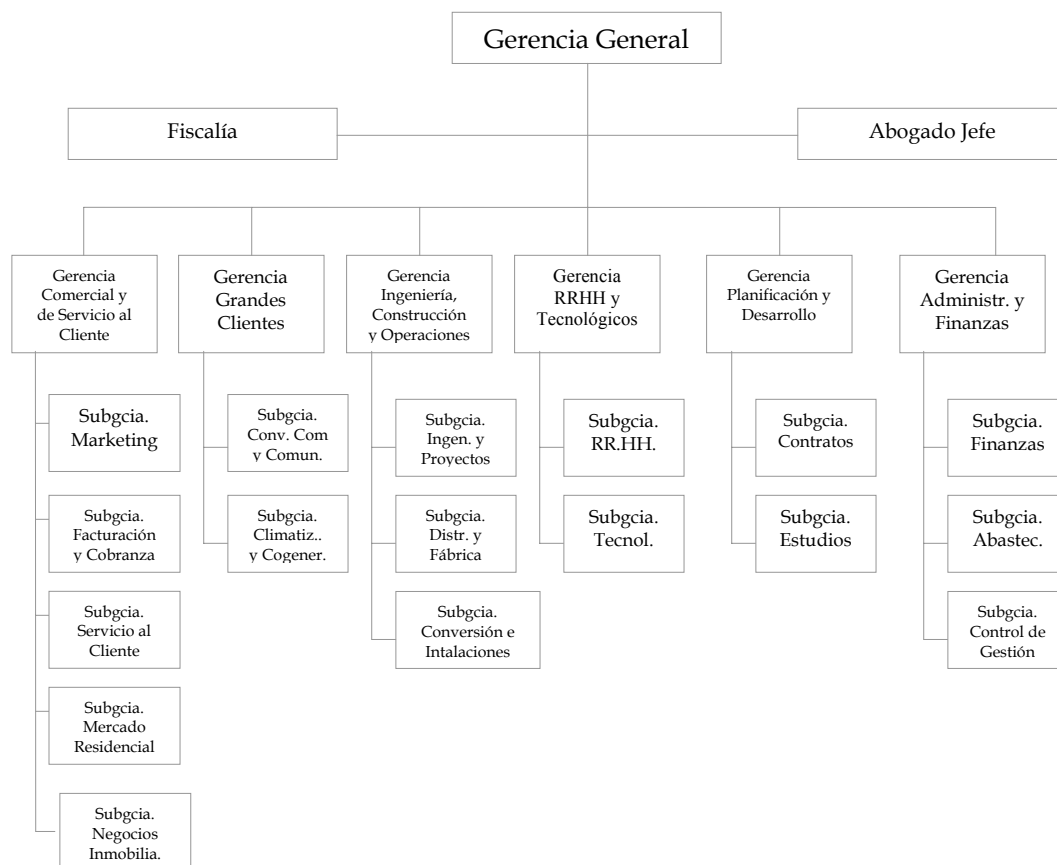 Gerencia General
Fiscalía
Abogado Jefe
Gerencia
Comercial y
de Servicio al
Cliente
Gerencia
Grandes
Clientes
Gerencia
Ingeniería,
Construcción
y Operaciones
Gerencia
RRHH y
Tecnológicos
Gerencia
Planificación y
Desarrollo
Gerencia
Administr. y
Finanzas
Subgcia.
Marketing
Subgcia.
Facturación
y Cobranza
Subgcia.
Servicio al
Cliente
Subgcia.
Mercado
Residencial
Subgcia.
Negocios
Inmobilia.
Subgcia.
Conv. Com
y Comun.
Subgcia.
Climatiz..
y Cogener.
Subgcia.
Ingen. y
Proyectos
Subgcia.
Distr. y
Fábrica
Subgcia.
Conversión e
Intalaciones
Subgcia.
RR.HH.
Subgcia.
Tecnol.
Subgcia.
Contratos
Subgcia.
Estudios
Subgcia.
Finanzas
Subgcia.
Abastec.
Subgcia.
Control de
Gestión